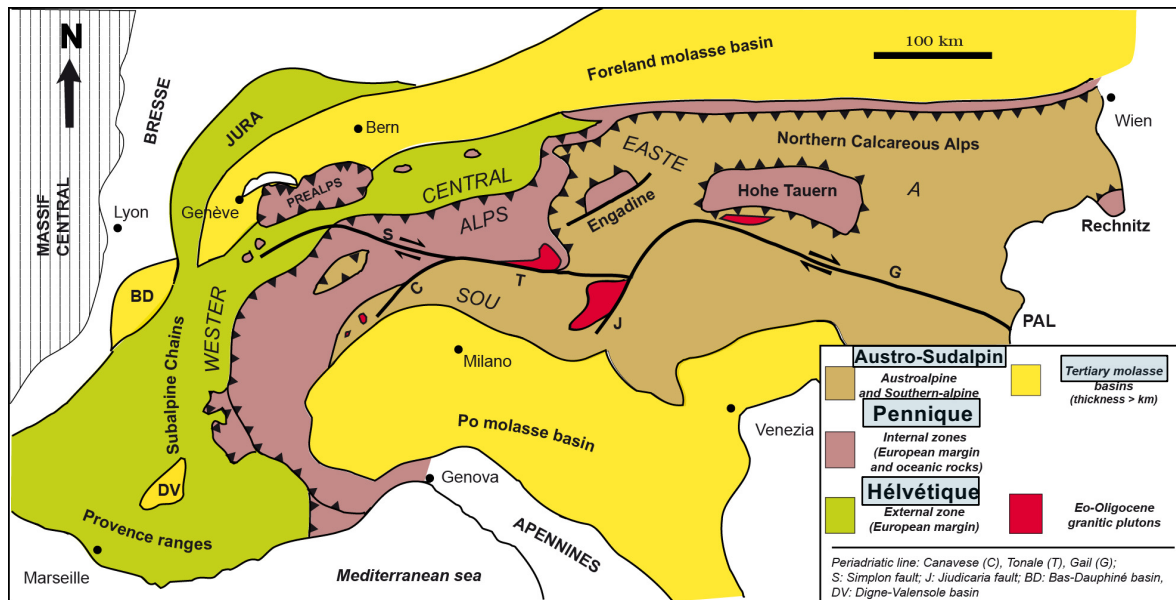 N
MASSIF
CENTRAL
BRESSE
JURA
Lyon
Genève
Bern
PREALPS
Foreland molasse basin
100 km
Wien
Northern Calcareous Alps
EASTE
A
CENTRAL
ALPS
Engadine
Hohe Tauern
Rechnitz
S
C
T
J
G
PAL
SOU
BD
WESTER
Subalpine Chains
Milano
Po molasse basin
Venezia
Genova
APENNINES
DV
Provence ranges
Marseille
Mediterranean sea
Austro-Sudalpin
Austroalpine
and Southern-alpine
Pennique
Internal zones
(European margin
and oceanic rocks)
Hélvétique
External zone
(European margin)
Tertiary molasse
basins
(thickness > km)
Eo-Oligocene
granitic plutons
Periadriatic line: Canavese (C), Tonale (T), Gail (G);
S: Simplon fault; J: Jiudicaria fault; BD: Bas-Dauphiné basin,
DV: Digne-Valensole basin